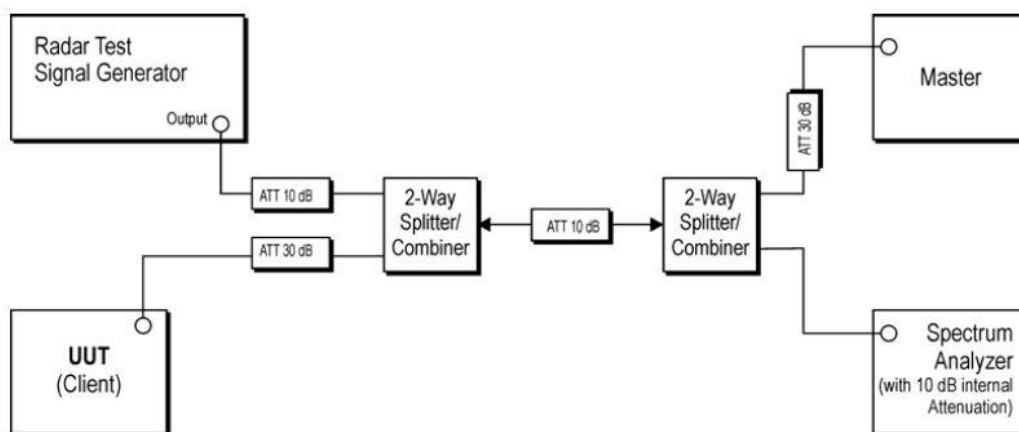 Radar Test
Signal Generator
Output
ATT 10 dB
ATT 30 dB
UUT
(Client)
2-Way
Splitter/
Combiner
ATT 10 dB
2-Way
Splitter/
Combiner
ATT 30 dB
Master
Spectrum
Analyzer
(with 10 dB internal
Attenuation)